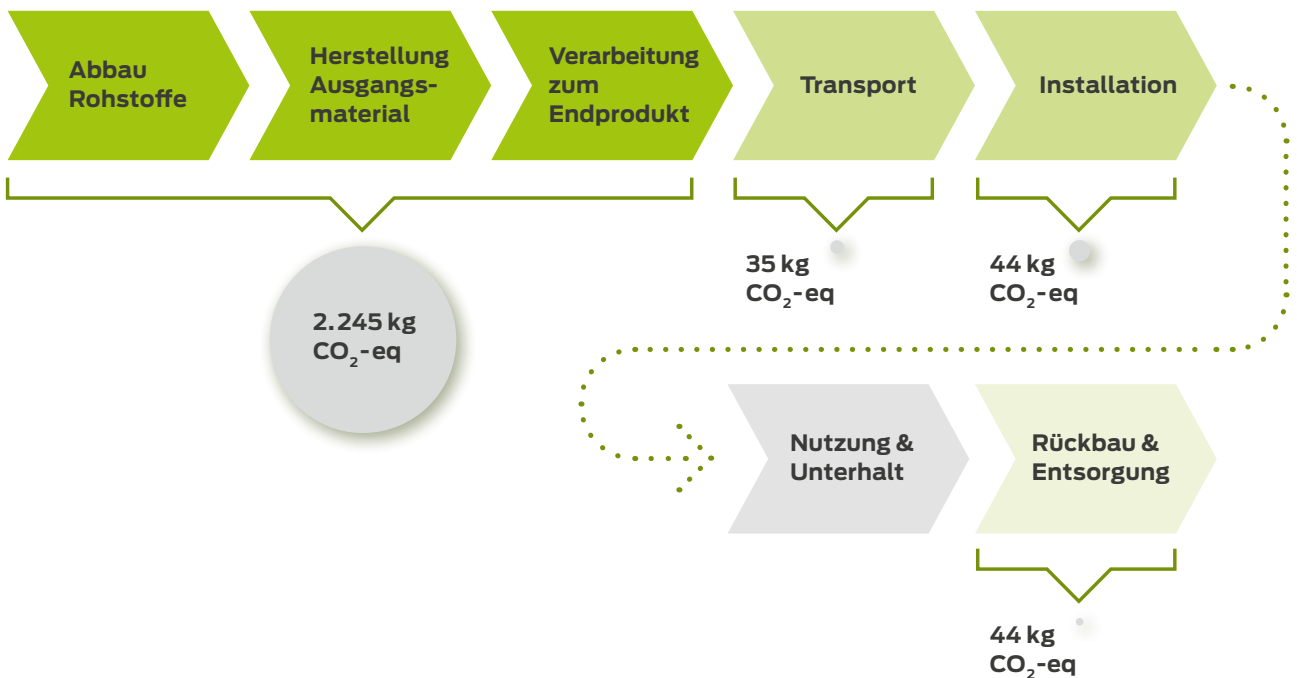 Abbau
Rohstoffe
Herstellung
Ausgangs-
material
Verarbeitung
zum
Endprodukt
Transport
Installation
2.245 kg
CO₂-eq
35 kg
CO₂-eq
44 kg
CO₂-eq
Nutzung &
Unterhalt
Rückbau &
Entsorgung
44 kg
CO₂-eq